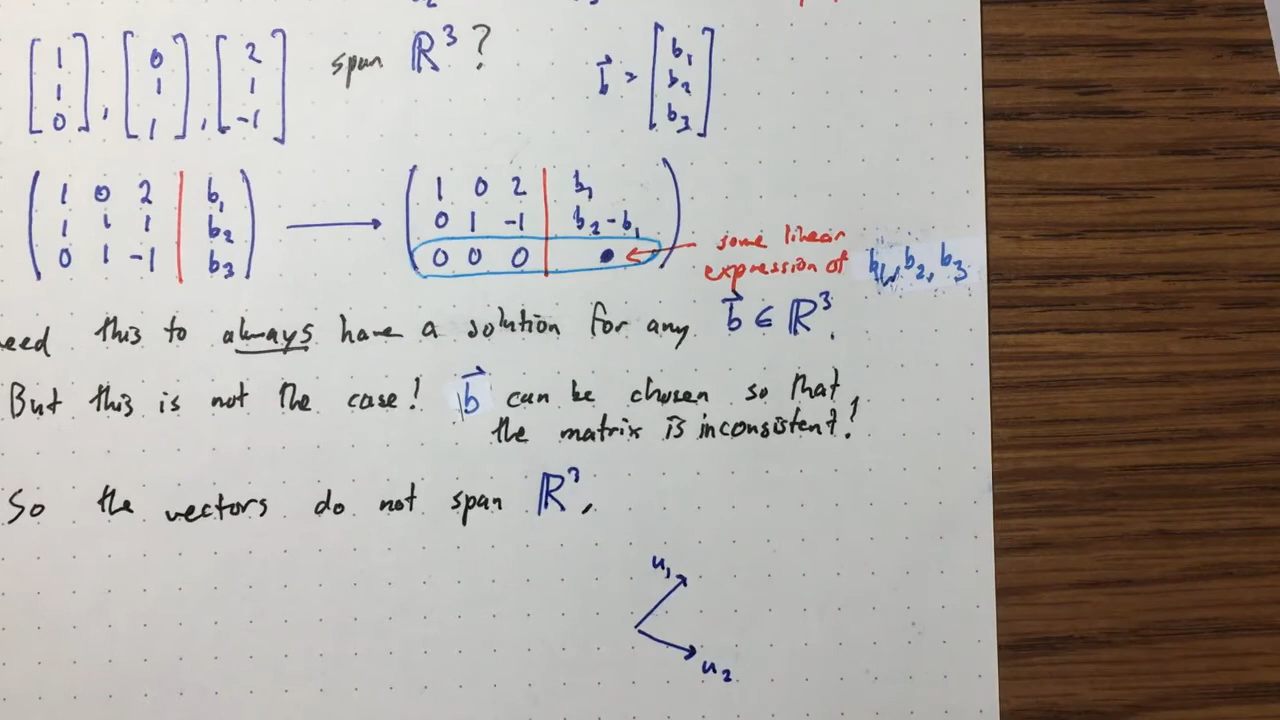 [1 1 0], [0 1 1], [2 1 -1] span ℝ³? b⃗ = [b₁ b₂ b₃]
(1 0 2 | b₁ → (1 0 2 | b₁
1 1 1 | b₂ 0 1 -1 | b₂ - b₁
0 1 -1 | b₃) 0 0 0 | •) ← some linear
expression of b₁, b₂, b₃
eed this to always have a solution for any b⃗ ∈ ℝ³.
But this is not the case! b⃗ can be chosen so that
the matrix is inconsistent!
So the vectors do not span ℝ³.
u₁
u₂